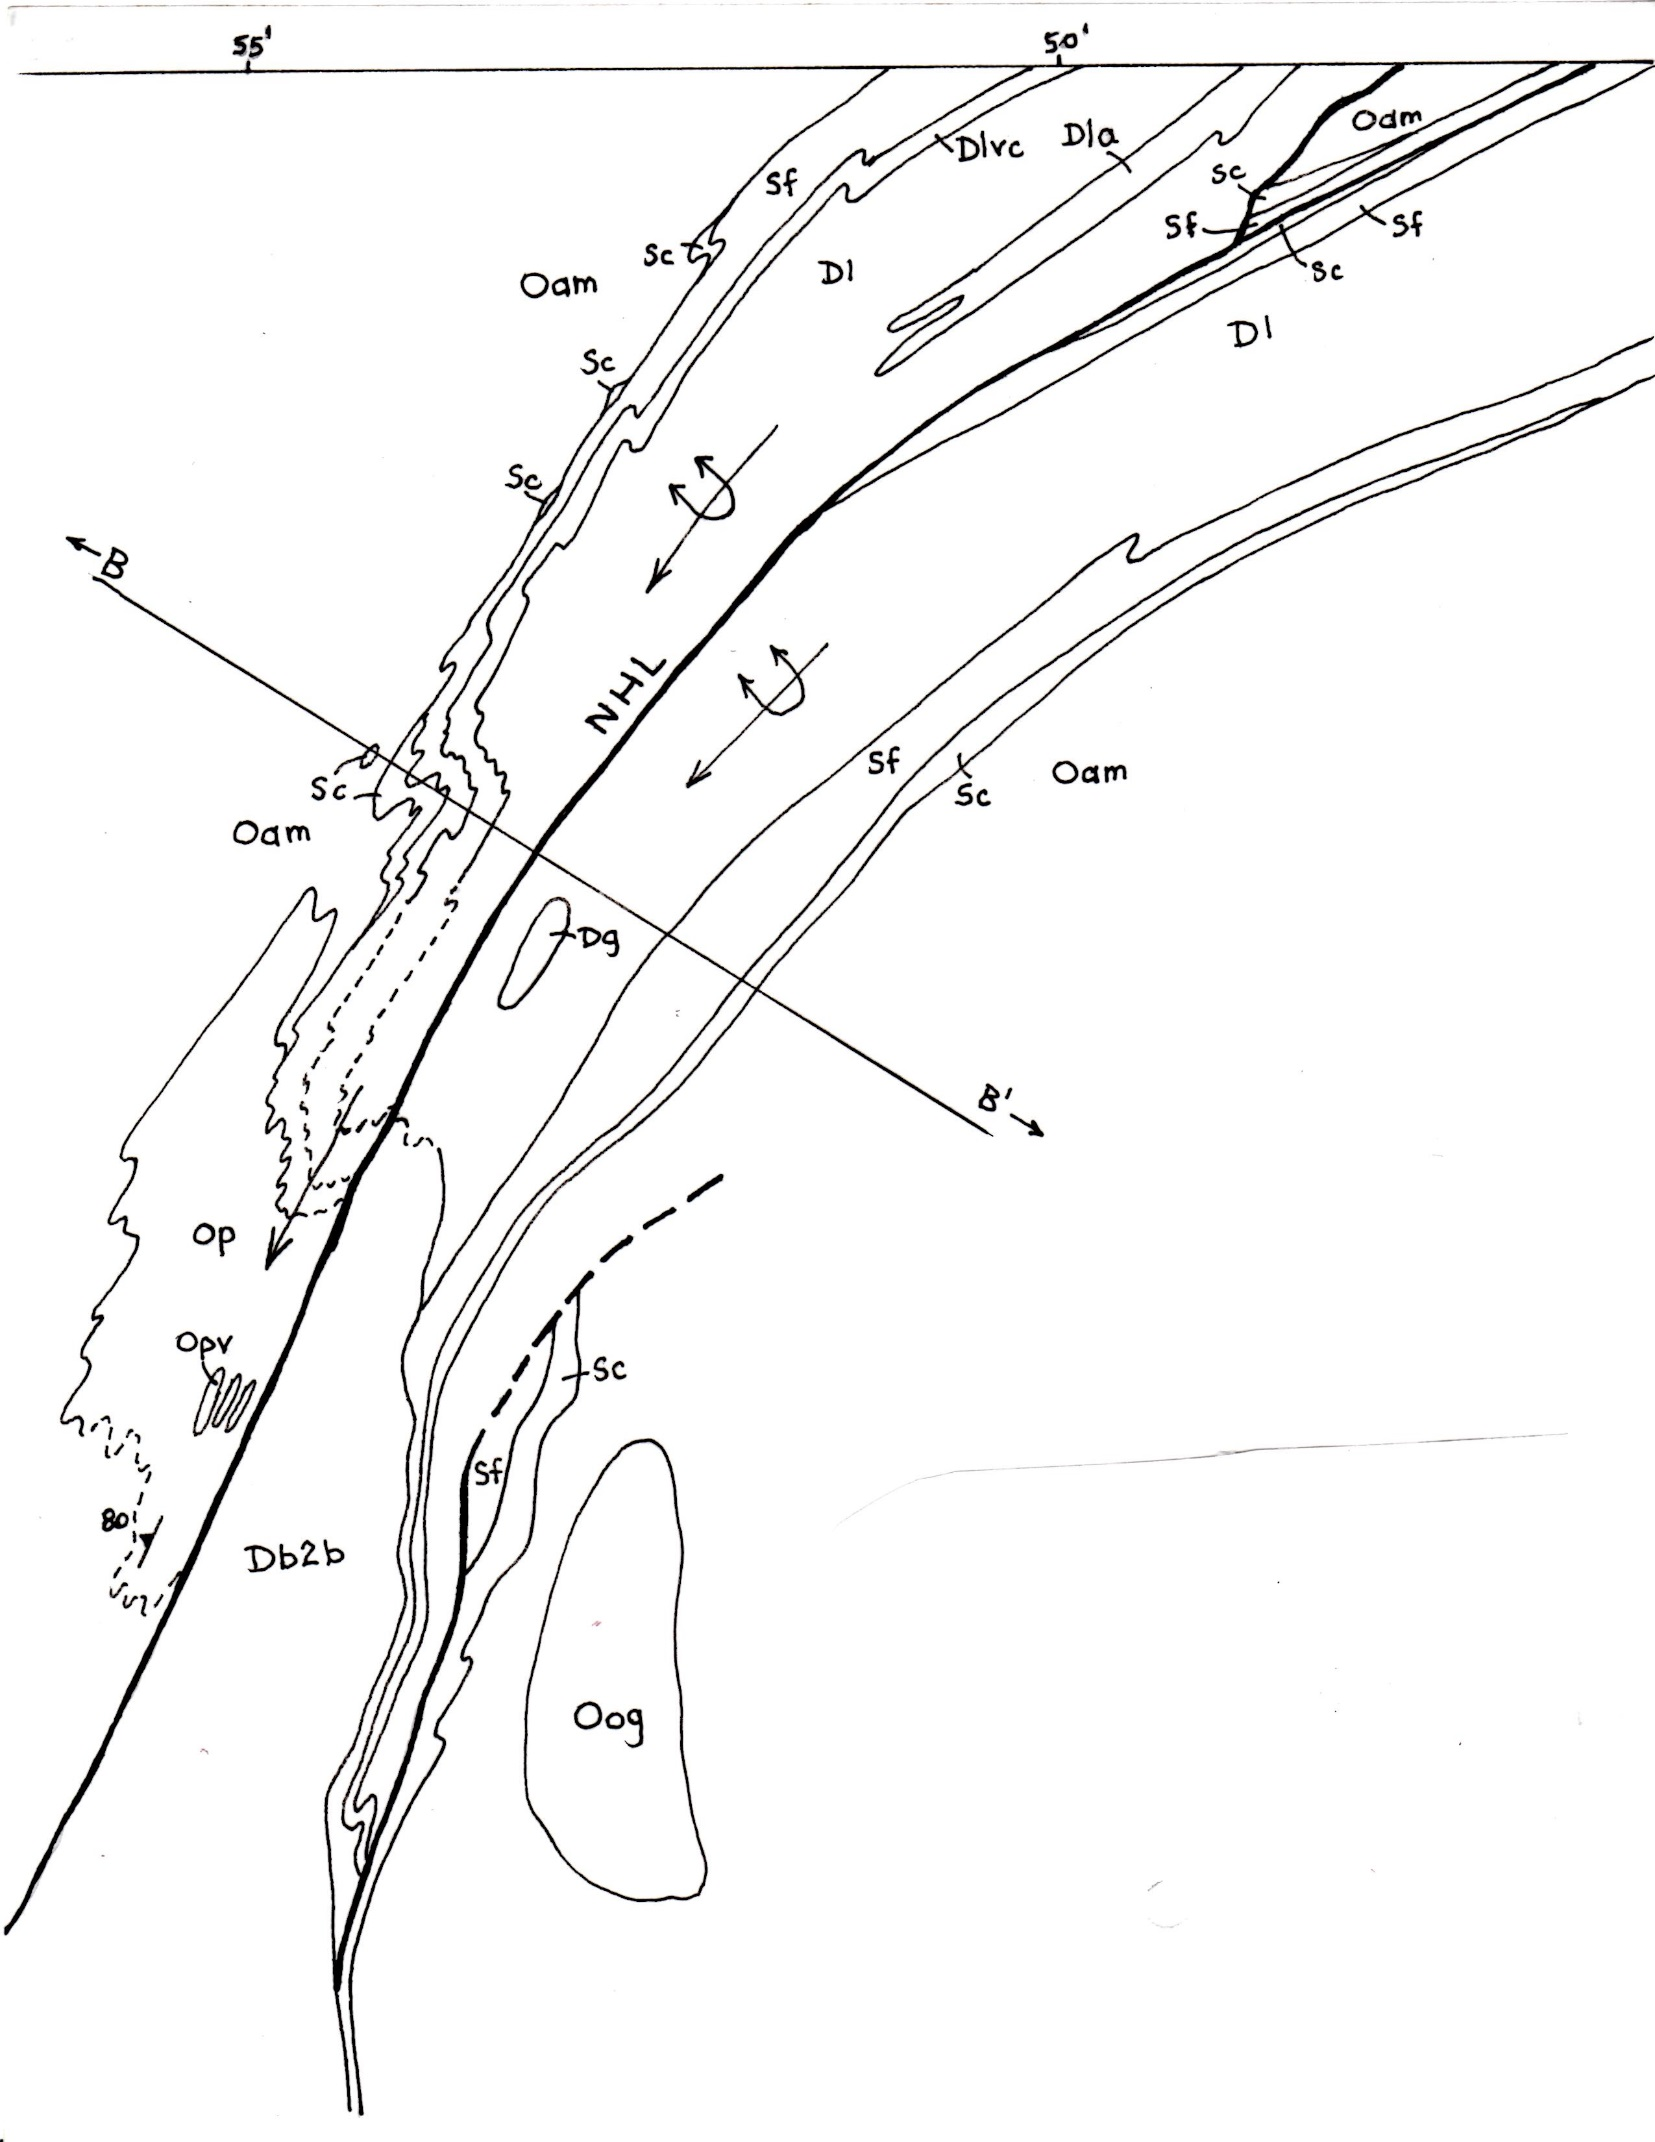 55'
50'
Oam
Dlvc
Dla
Sc
Sf
Sf
Sf
Sc
Sc
Oam
Dl
Dl
Sc
Sc
B
NHL
Sf
Oam
Sc
Sc
Oam
Dg
B'
Op
Opv
Sc
Sf
80
Db2b
Oog